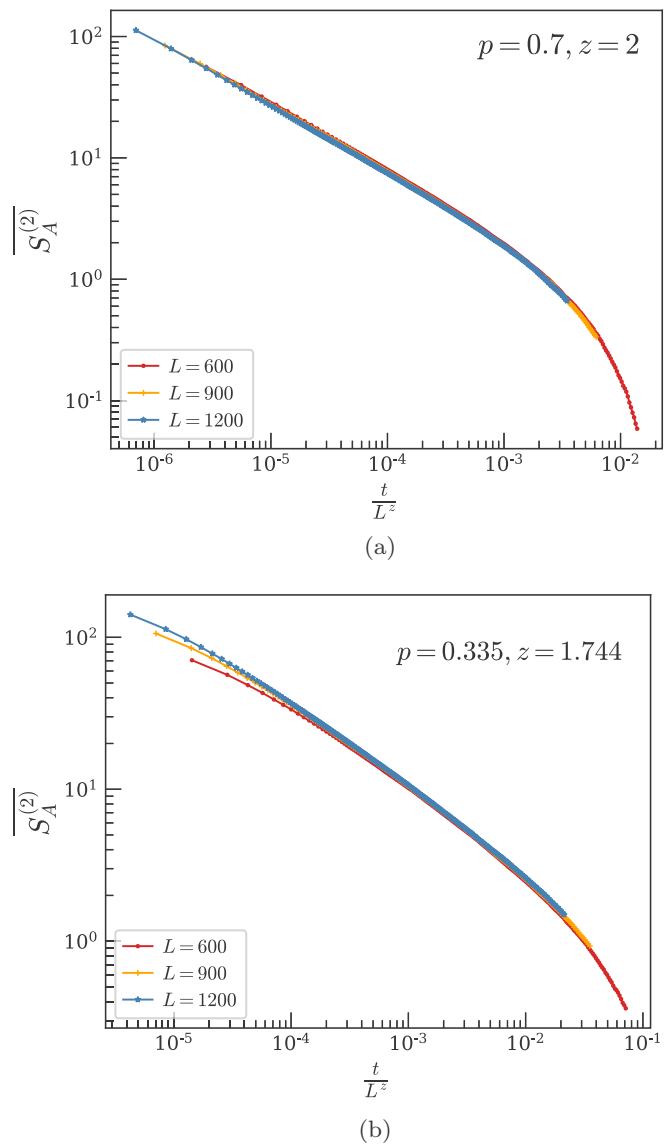 10^2
10^1
10^0
10^-1
\overline{S_A^{(2)}}
p = 0.7, z = 2
L = 600
L = 900
L = 1200
10^-6 10^-5 10^-4 10^-3 10^-2
t
L^z
(a)
10^2
10^1
10^0
\overline{S_A^{(2)}}
p = 0.335, z = 1.744
L = 600
L = 900
L = 1200
10^-5 10^-4 10^-3 10^-2 10^-1
t
L^z
(b)